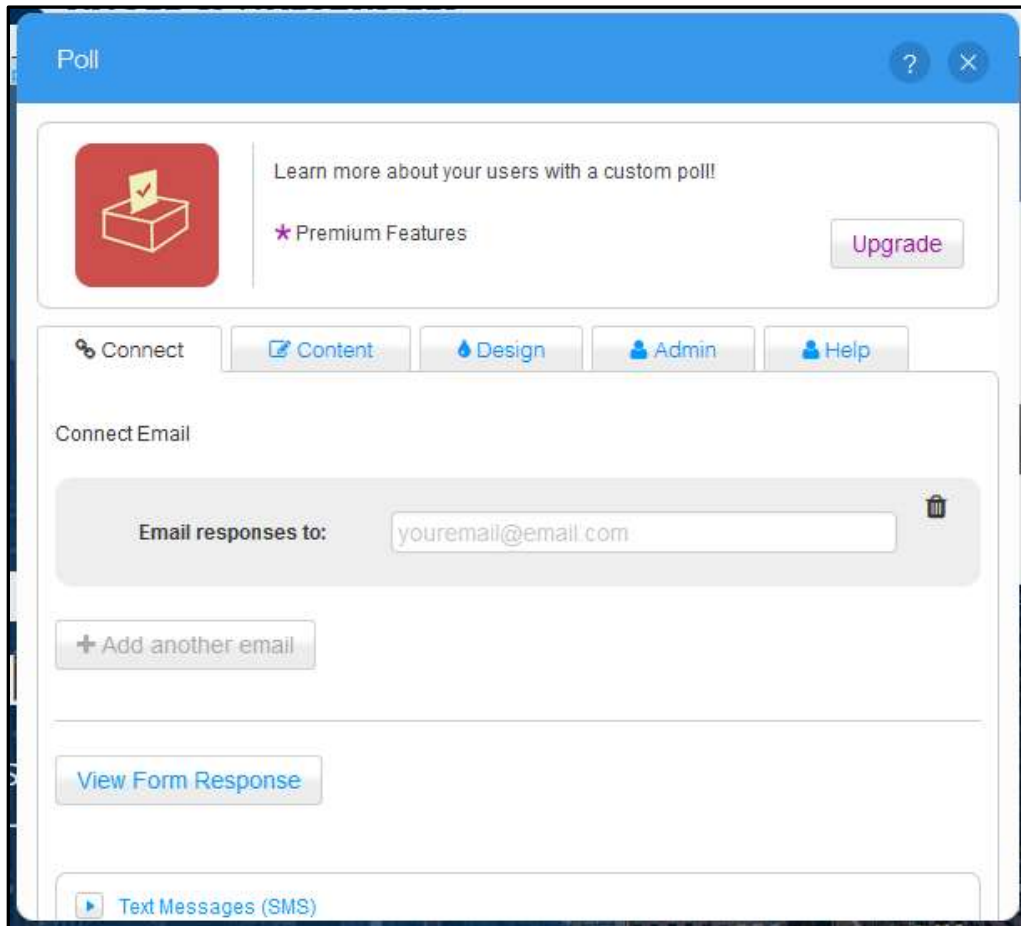 Poll
?
Learn more about your users with a custom poll!
* Premium Features
Upgrade
Connect
Content
Design
Admin
Help
Connect Email
Email responses to:
youremail@email.com
+ Add another email
View Form Response
Text Messages (SMS)